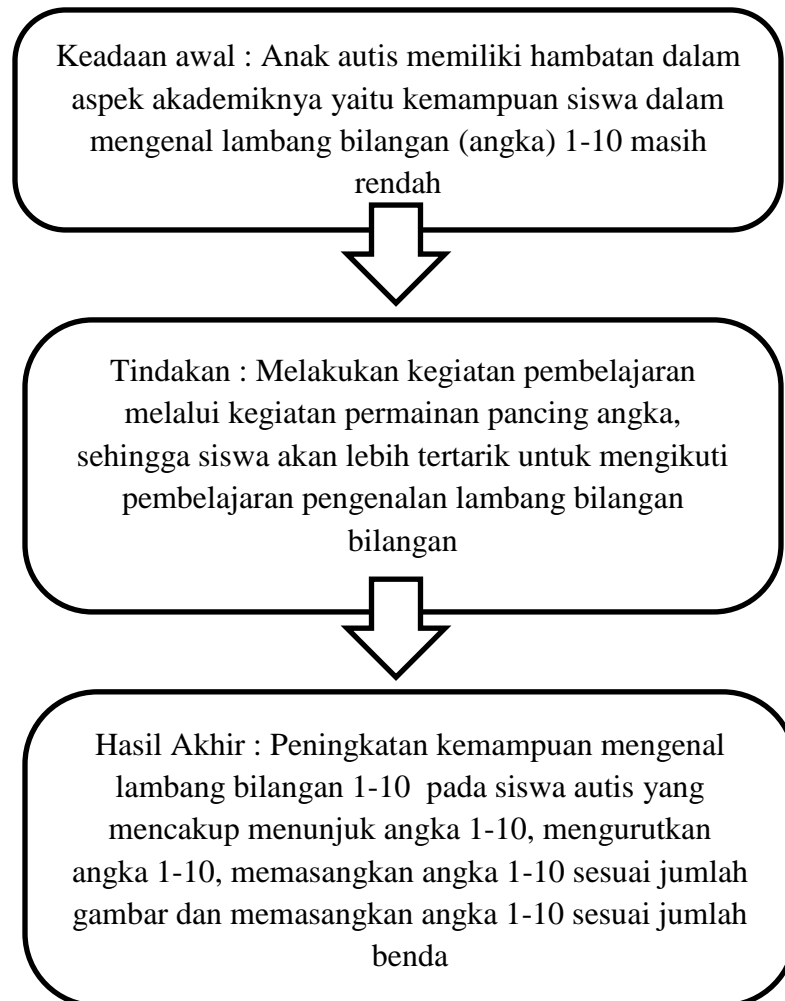 Keadaan awal : Anak autis memiliki hambatan dalam
aspek akademiknya yaitu kemampuan siswa dalam
mengenal lambang bilangan (angka) 1-10 masih
rendah
Tindakan : Melakukan kegiatan pembelajaran
melalui kegiatan permainan pancing angka,
sehingga siswa akan lebih tertarik untuk mengikuti
pembelajaran pengenalan lambang bilangan
bilangan
Hasil Akhir : Peningkatan kemampuan mengenal
lambang bilangan 1-10 pada siswa autis yang
mencakup menunjuk angka 1-10, mengurutkan
angka 1-10, memasangkan angka 1-10 sesuai jumlah
gambar dan memasangkan angka 1-10 sesuai jumlah
benda